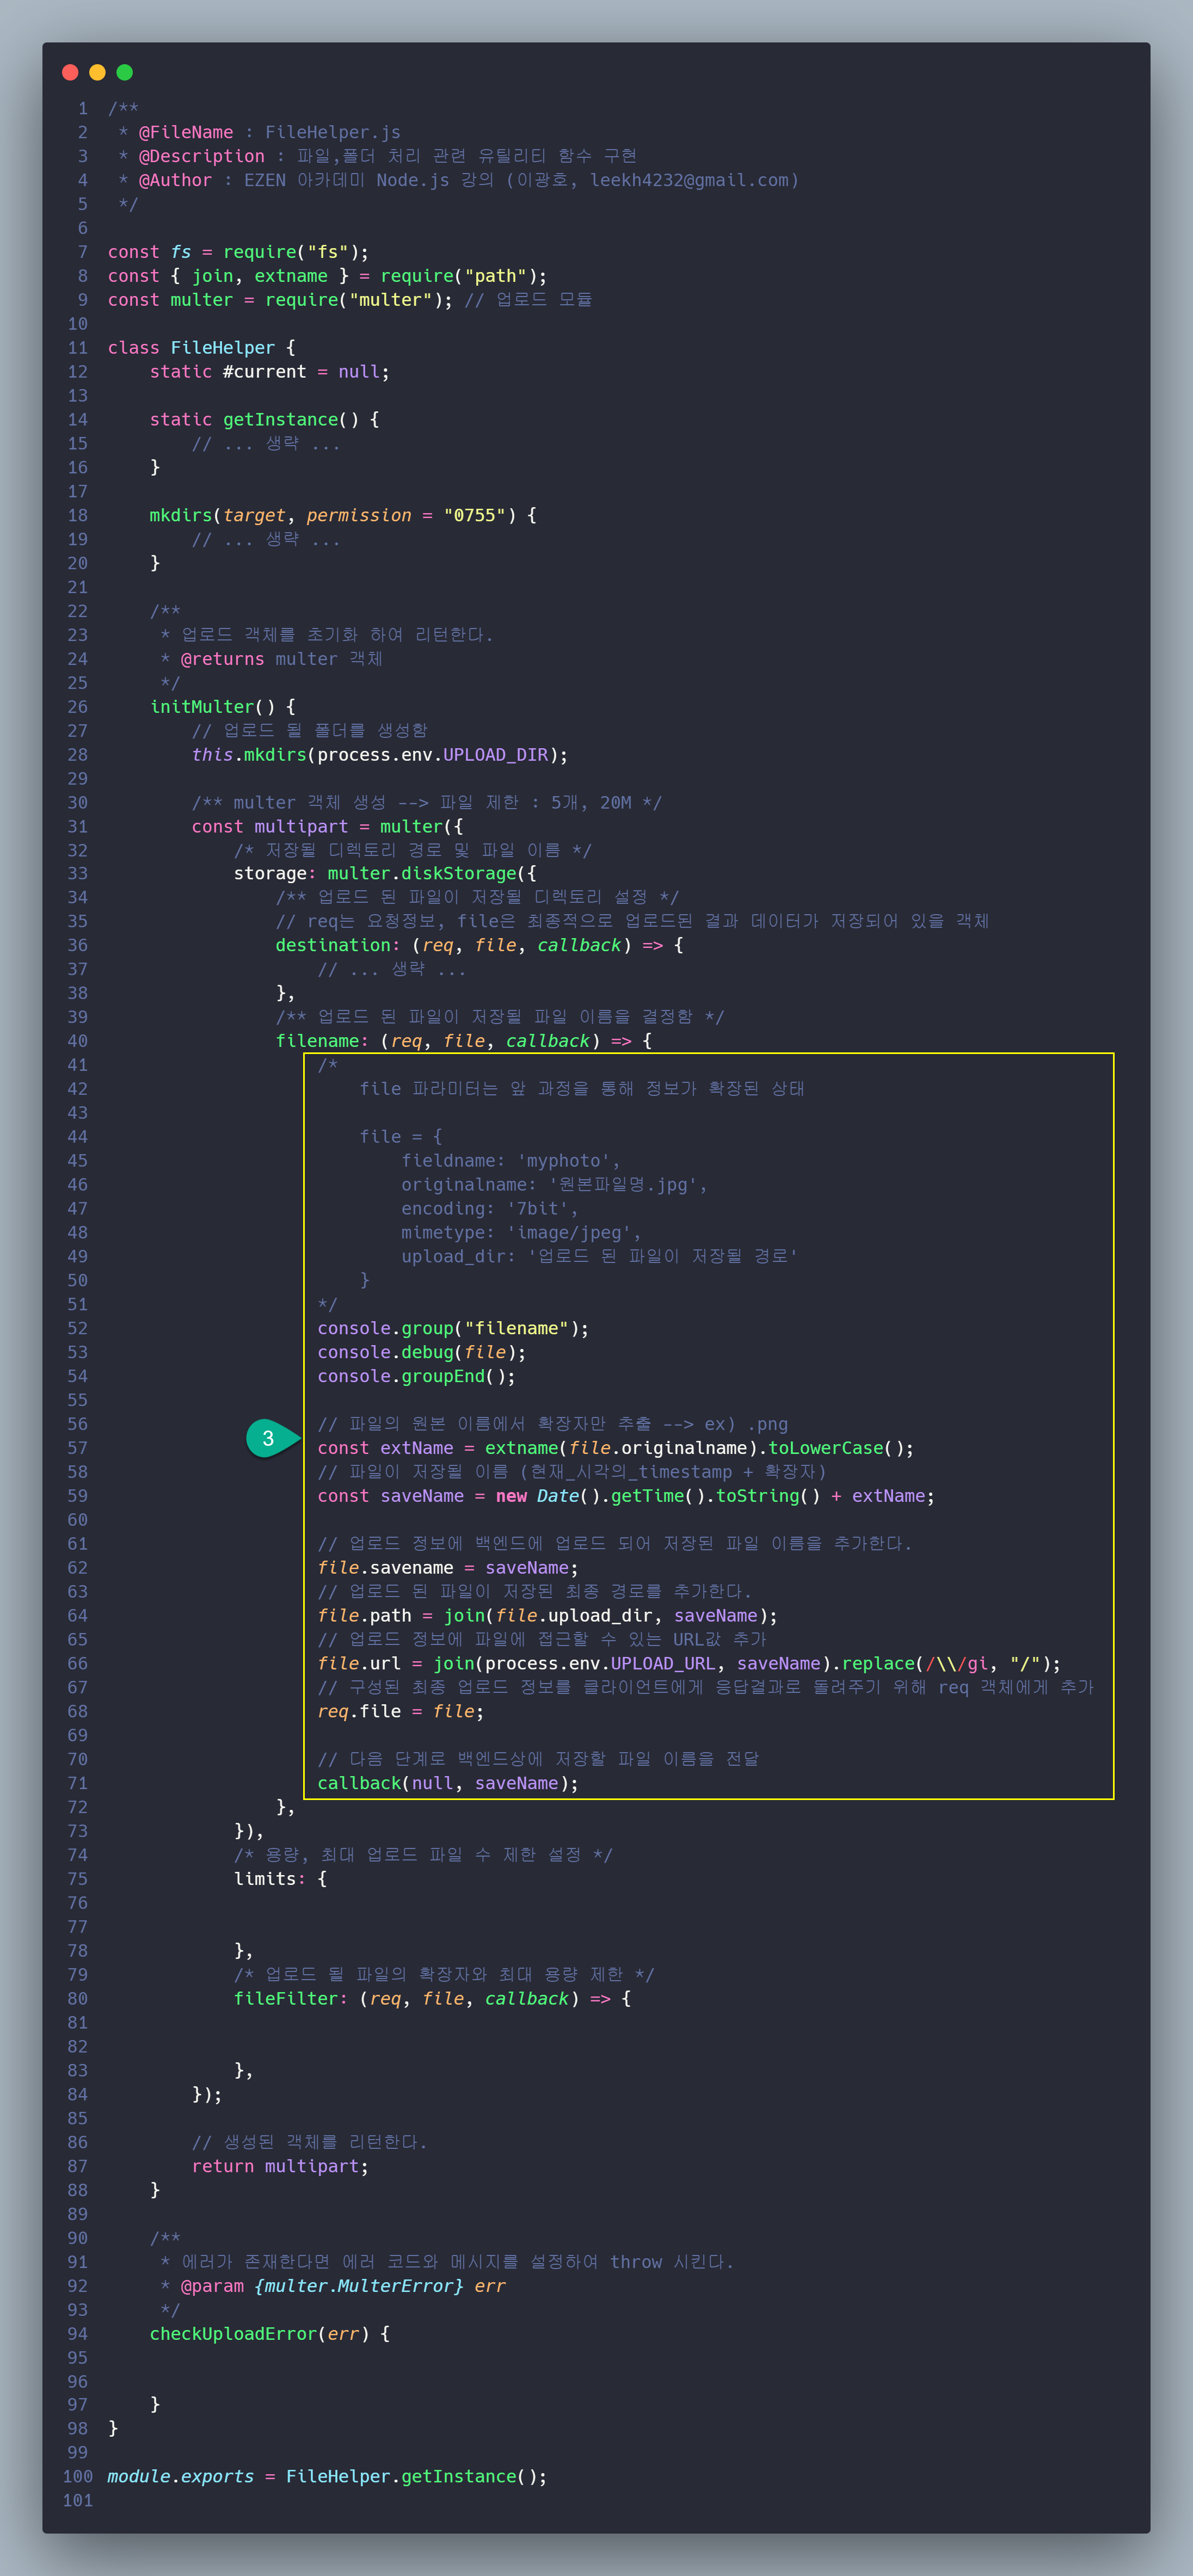 1 /**
2  * @FileName : FileHelper.js
3  * @Description : 파일,폴더 처리 관련 유틸리티 함수 구현
4  * @Author : EZEN 아카데미 Node.js 강의 (이광호, leekh4232@gmail.com)
5  */
6
7 const fs = require("fs");
8 const { join, extname } = require("path");
9 const multer = require("multer"); // 업로드 모듈
10
11 class FileHelper {
12     static #current = null;
13
14     static getInstance() {
15         // ... 생략 ...
16     }
17
18     mkdirs(target, permission = "0755") {
19         // ... 생략 ...
20     }
21
22     /**
23      * 업로드 객체를 초기화 하여 리턴한다.
24      * @returns multer 객체
25      */
26     initMulter() {
27         // 업로드 될 폴더를 생성함
28         this.mkdirs(process.env.UPLOAD_DIR);
29
30         /** multer 객체 생성 --> 파일 제한 : 5개, 20M */
31         const multipart = multer({
32             /* 저장될 디렉토리 경로 및 파일 이름 */
33             storage: multer.diskStorage({
34                 /** 업로드 된 파일이 저장될 디렉토리 설정 */
35                 // req는 요청정보, file은 최종적으로 업로드된 결과 데이터가 저장되어 있을 객체
36                 destination: (req, file, callback) => {
37                     // ... 생략 ...
38                 },
39                 /** 업로드 된 파일이 저장될 파일 이름을 결정함 */
40                 filename: (req, file, callback) => {
41                     /*
42                         file 파라미터는 앞 과정을 통해 정보가 확장된 상태
43
44                         file = {
45                             fieldname: 'myphoto',
46                             originalname: '원본파일명.jpg',
47                             encoding: '7bit',
48                             mimetype: 'image/jpeg',
49                             upload_dir: '업로드 된 파일이 저장될 경로'
50                         }
51                     */
52                     console.group("filename");
53                     console.debug(file);
54                     console.groupEnd();
55
56                     // 파일의 원본 이름에서 확장자만 추출 --> ex) .png
3
57                     const extName = extname(file.originalname).toLowerCase();
58                     // 파일이 저장될 이름 (현재_시각의_timestamp + 확장자)
59                     const saveName = new Date().getTime().toString() + extName;
60
61                     // 업로드 정보에 백엔드에 업로드 되어 저장된 파일 이름을 추가한다.
62                     file.savename = saveName;
63                     // 업로드 된 파일이 저장된 최종 경로를 추가한다.
64                     file.path = join(file.upload_dir, saveName);
65                     // 업로드 정보에 파일에 접근할 수 있는 URL값 추가
66                     file.url = join(process.env.UPLOAD_URL, saveName).replace(/\\/gi, "/");
67                     // 구성된 최종 업로드 정보를 클라이언트에게 응답결과로 돌려주기 위해 req 객체에게 추가
68                     req.file = file;
69
70                     // 다음 단계로 백엔드상에 저장할 파일 이름을 전달
71                     callback(null, saveName);
72                 },
73             }),
74             /* 용량, 최대 업로드 파일 수 제한 설정 */
75             limits: {
76
77
78             },
79             /* 업로드 될 파일의 확장자와 최대 용량 제한 */
80             fileFilter: (req, file, callback) => {
81
82
83             },
84         });
85
86         // 생성된 객체를 리턴한다.
87         return multipart;
88     }
89
90     /**
91      * 에러가 존재한다면 에러 코드와 메시지를 설정하여 throw 시킨다.
92      * @param {multer.MulterError} err
93      */
94     checkUploadError(err) {
95
96
97     }
98 }
99
100 module.exports = FileHelper.getInstance();
101